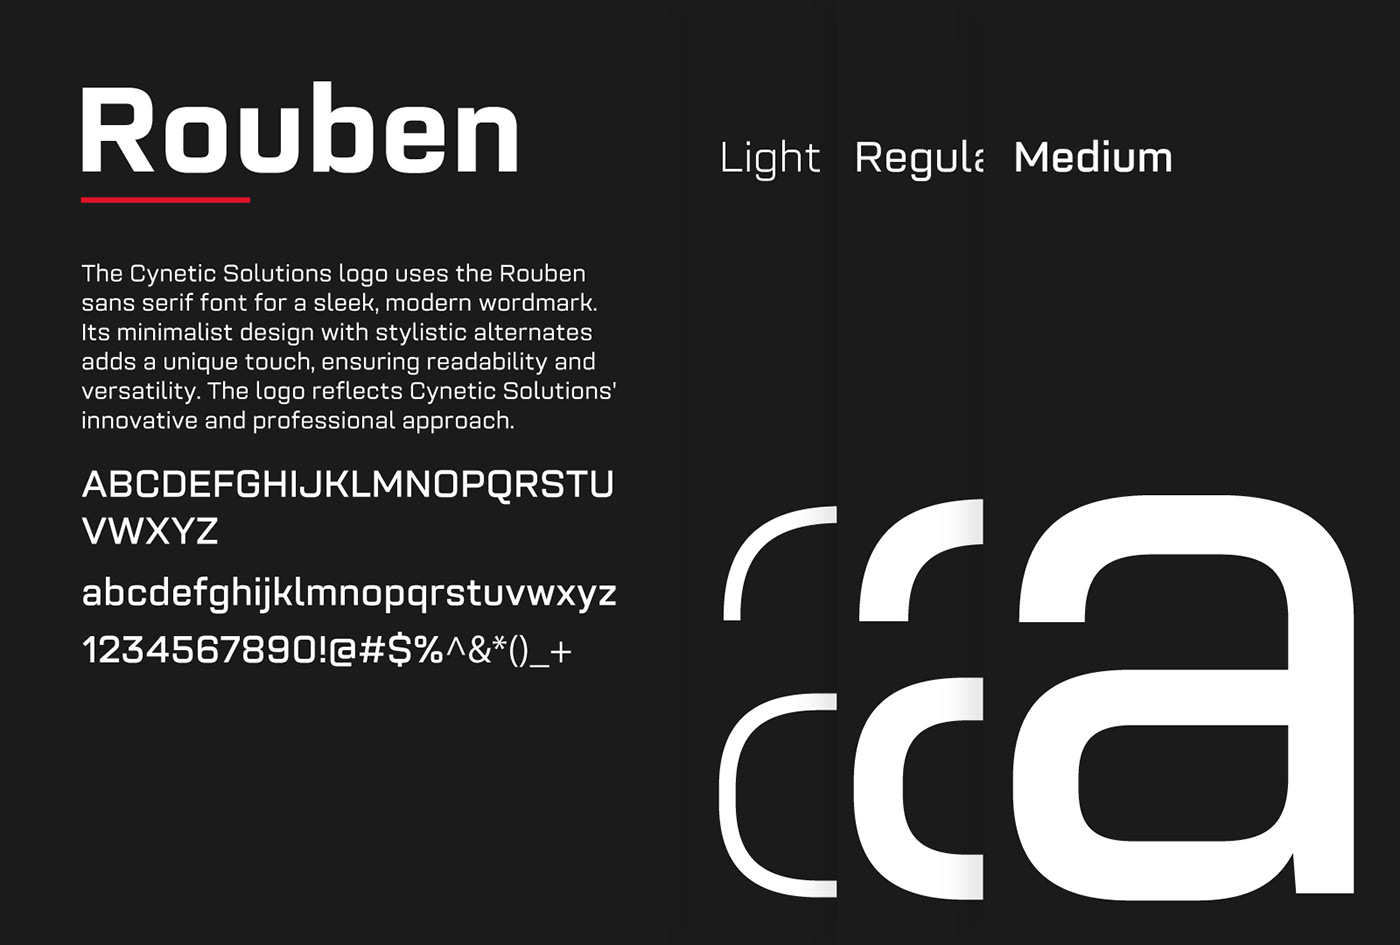 Rouben
Light Regula Medium
The Cynetic Solutions logo uses the Rouben
sans serif font for a sleek, modern wordmark.
Its minimalist design with stylistic alternates
adds a unique touch, ensuring readability and
versatility. The logo reflects Cynetic Solutions'
innovative and professional approach.
ABCDEFGHIJKLMNOPQRSTU
VWXYZ
abcdefghijklmnopqrstuvwxyz
1234567890!@#$%^&*()_+
a